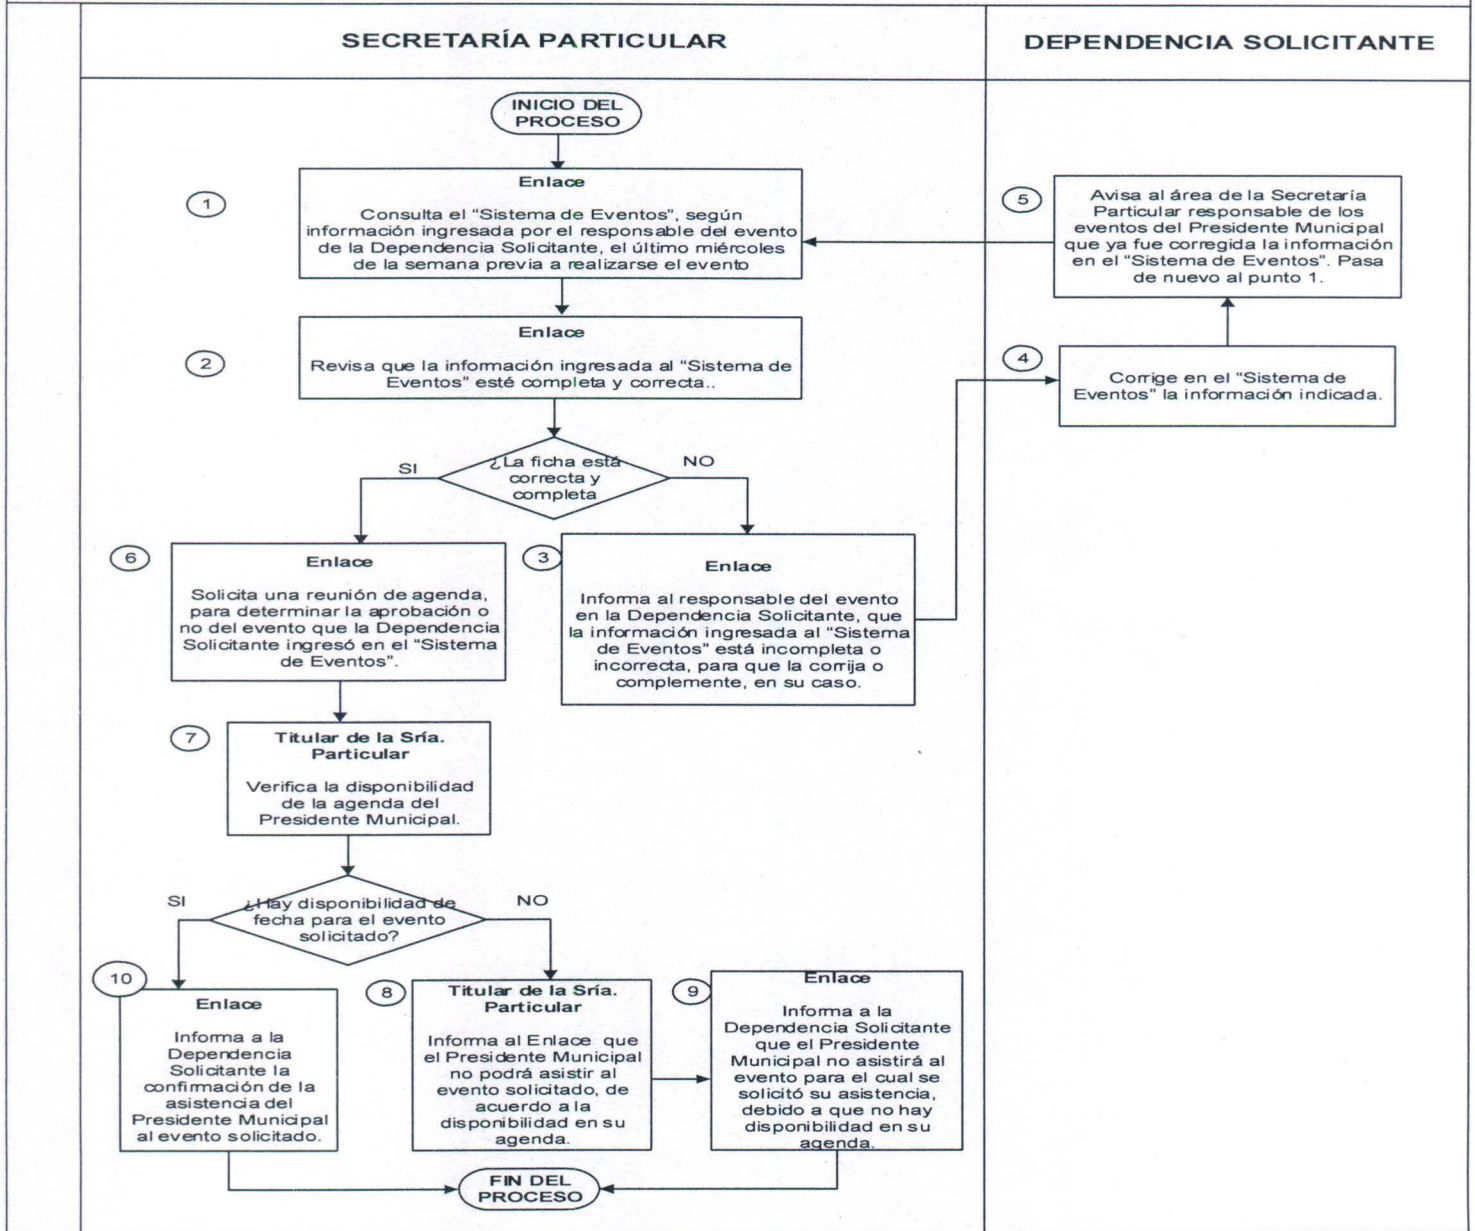 SECRETARÍA PARTICULAR
DEPENDENCIA SOLICITANTE
INICIO DEL
PROCESO
1
Enlace
Consulta el “Sistema de Eventos”, según
información ingresada por el responsable del evento
de la Dependencia Solicitante, el último miércoles
de la semana previa a realizarse el evento
5
Avisa al área de la Secretaría
Particular responsable de los
eventos del Presidente Municipal
que ya fue corregida la información
en el “Sistema de Eventos”. Pasa
de nuevo al punto 1.
2
Enlace
Revisa que la información ingresada al “Sistema de
Eventos” esté completa y correcta..
4
Corrige en el “Sistema de
Eventos” la información indicada.
¿La ficha está
correcta y
completa
SI
NO
6
Enlace
Solicita una reunión de agenda,
para determinar la aprobación o
no del evento que la Dependencia
Solicitante ingresó en el “Sistema
de Eventos”.
3
Enlace
Informa al responsable del evento
en la Dependencia Solicitante, que
la información ingresada al “Sistema
de Eventos” está incompleta o
incorrecta, para que la corrija o
complemente, en su caso.
7
Titular de la Sría.
Particular
Verifica la disponibilidad
de la agenda del
Presidente Municipal.
SI
¿Hay disponibilidad de
fecha para el evento
solicitado?
NO
10
Enlace
Informa a la
Dependencia
Solicitante la
confirmación de la
asistencia del
Presidente Municipal
al evento solicitado.
8
Titular de la Sría.
Particular
Informa al Enlace que
el Presidente Municipal
no podrá asistir al
evento solicitado, de
acuerdo a la
disponibilidad en su
agenda.
9
Enlace
Informa a la
Dependencia Solicitante
que el Presidente
Municipal no asistirá al
evento para el cual se
solicitó su asistencia,
debido a que no hay
disponibilidad en su
agenda.
FIN DEL
PROCESO